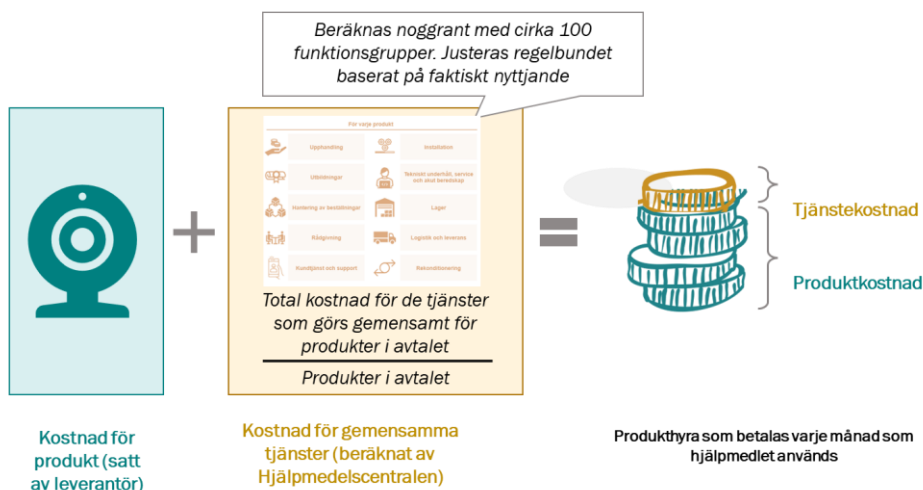 Beräknas noggrant med cirka 100
funktionsgrupper. Justeras regelbundet
baserat på faktiskt nyttjande
För varje produkt
Upphandling
Installation
Utbildningar
Tekniskt underhåll, service
och akut beredskap
Hantering av beställningar
Lager
Rådgivning
Logistik och leverans
Kundtjänst och support
Rekonditionering
Total kostnad för de tjänster
som görs gemensamt för
produkter i avtalet
Produkter i avtalet
Tjänstekostnad
Produktkostnad
Kostnad för
produkt (satt
av leverantör)
Kostnad för gemensamma
tjänster (beräknat av
Hjälpmedelscentralen)
Produkthyra som betalas varje månad som
hjälpmedlet används